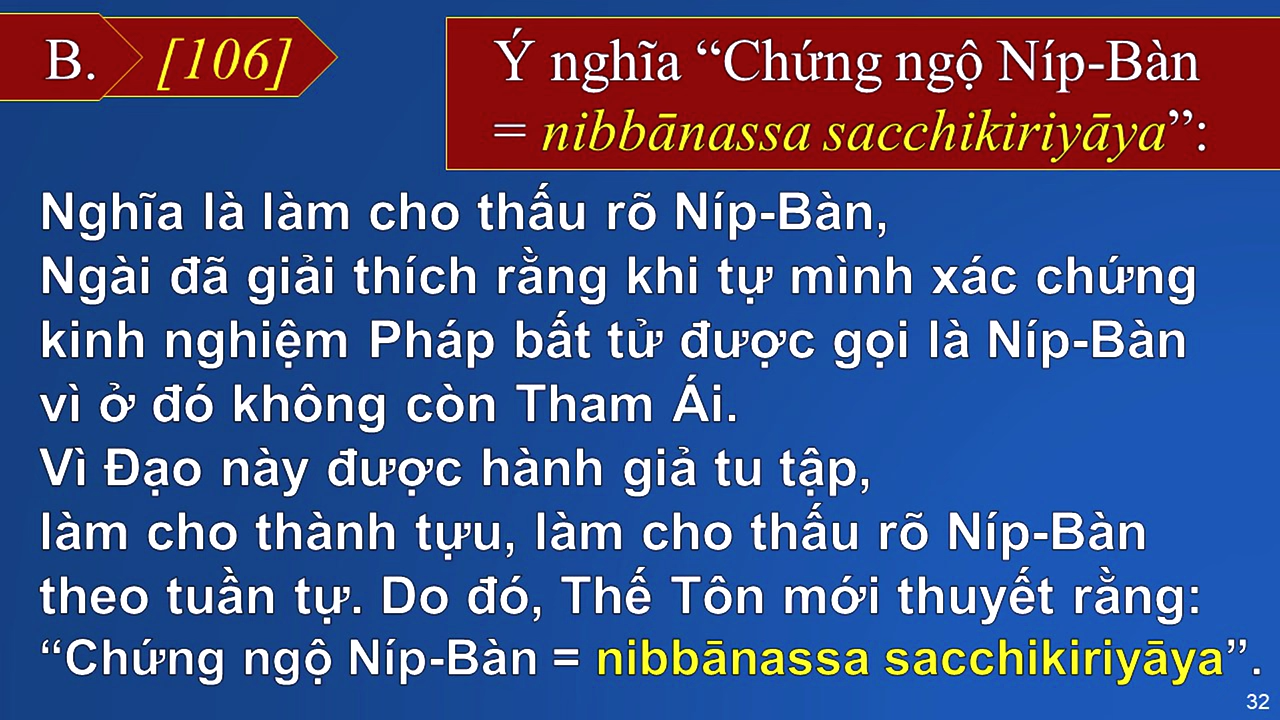 B. [106]
Ý nghĩa “Chứng ngộ Níp-Bàn
= nibbānassa sacchikiriyāya”:
Nghĩa là làm cho thấu rõ Níp-Bàn,
Ngài đã giải thích rằng khi tự mình xác chứng
kinh nghiệm Pháp bất tử được gọi là Níp-Bàn
vì ở đó không còn Tham Ái.
Vì Đạo này được hành giả tu tập,
làm cho thành tựu, làm cho thấu rõ Níp-Bàn
theo tuần tự. Do đó, Thế Tôn mới thuyết rằng:
“Chứng ngộ Níp-Bàn = nibbānassa sacchikiriyāya”.
32